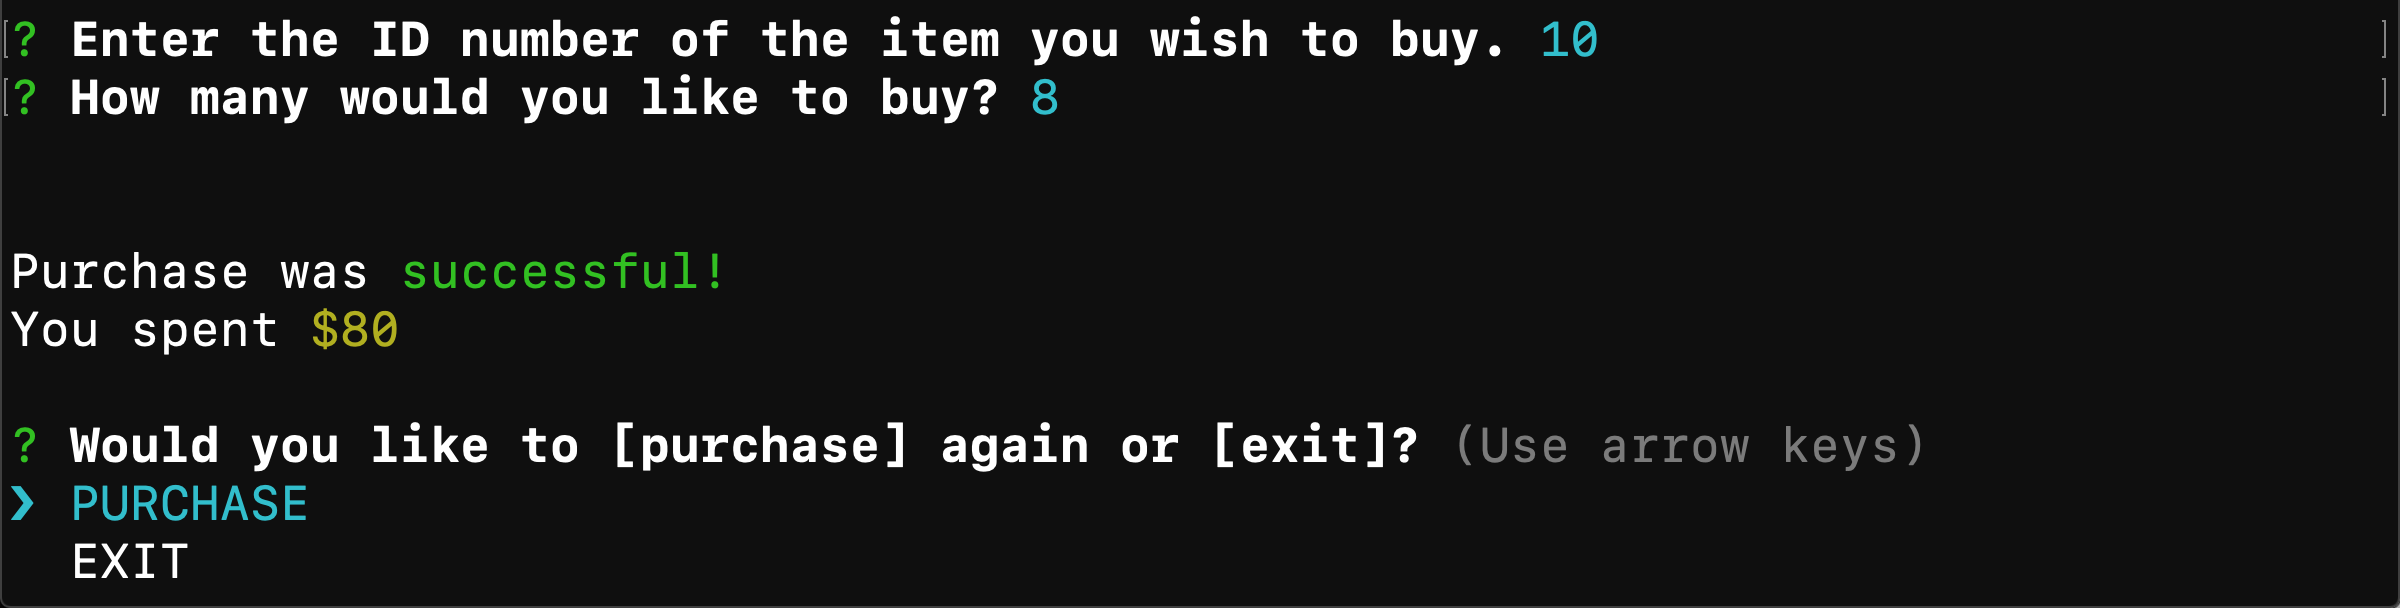 ? Enter the ID number of the item you wish to buy. 10
? How many would you like to buy? 8
Purchase was successful!
You spent $80
? Would you like to [purchase] again or [exit]? (Use arrow keys)
❯ PURCHASE
EXIT